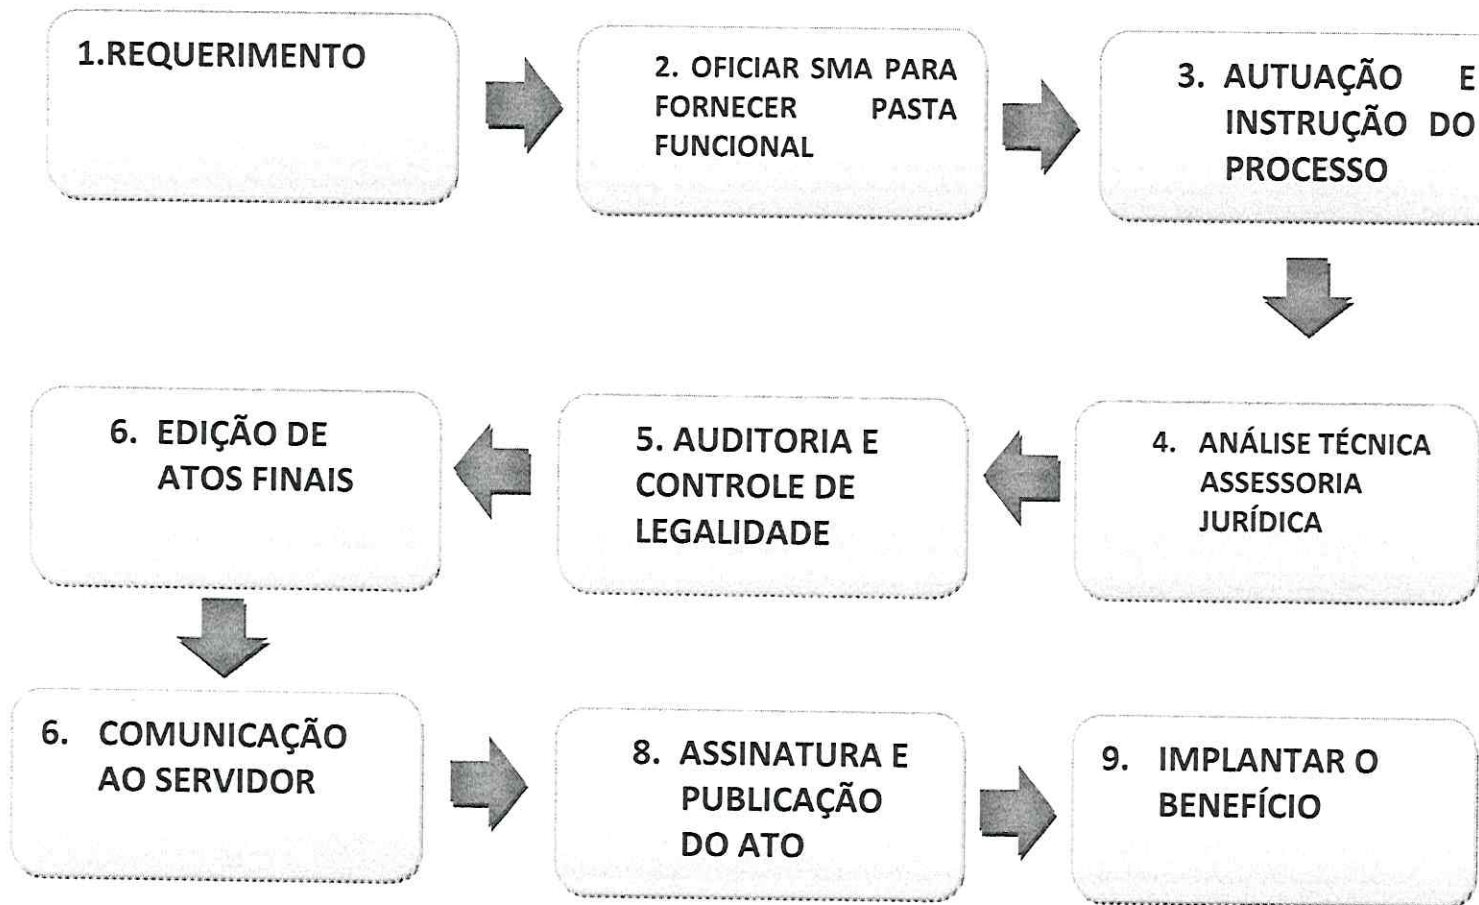 1.REQUERIMENTO
2. OFICIAR SMA PARA
FORNECER PASTA
FUNCIONAL
3. AUTUAÇÃO E
INSTRUÇÃO DO
PROCESSO
6. EDIÇÃO DE
ATOS FINAIS
5. AUDITORIA E
CONTROLE DE
LEGALIDADE
4. ANÁLISE TÉCNICA
ASSESSORIA
JURÍDICA
6. COMUNICAÇÃO
AO SERVIDOR
8. ASSINATURA E
PUBLICAÇÃO
DO ATO
9. IMPLANTAR O
BENEFÍCIO